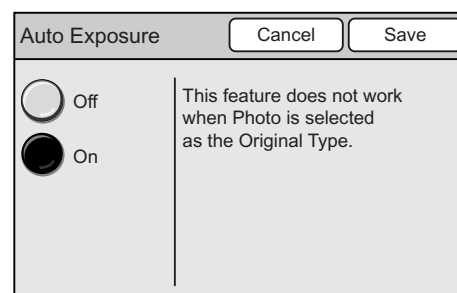 Auto Exposure
Cancel
Save
Off
On
This feature does not work
when Photo is selected
as the Original Type.